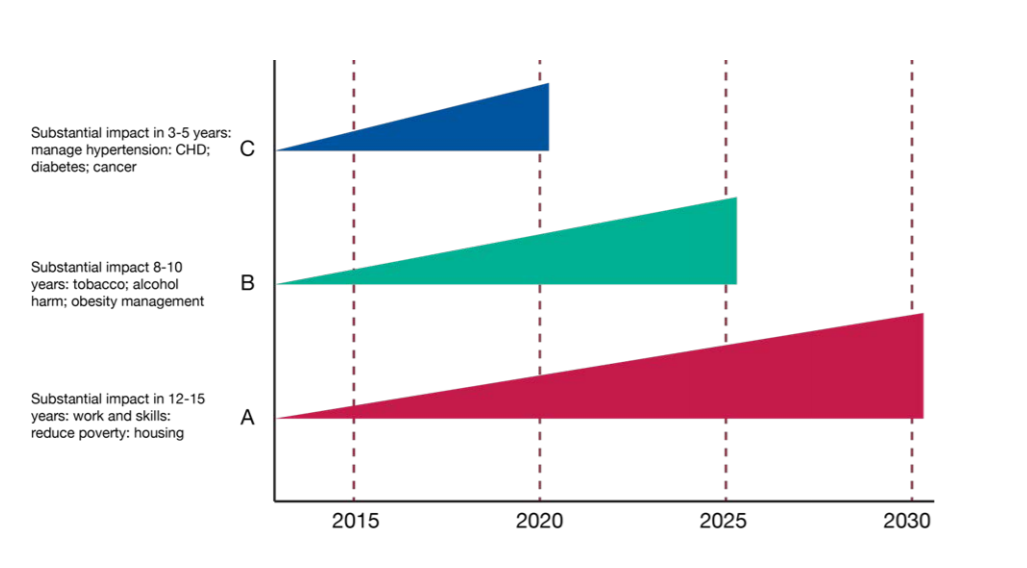 Substantial impact in 3-5 years:
manage hypertension: CHD;
diabetes; cancer
C
Substantial impact 8-10
years: tobacco; alcohol
harm; obesity management
B
Substantial impact in 12-15
years: work and skills:
reduce poverty: housing
A
2015 2020 2025 2030